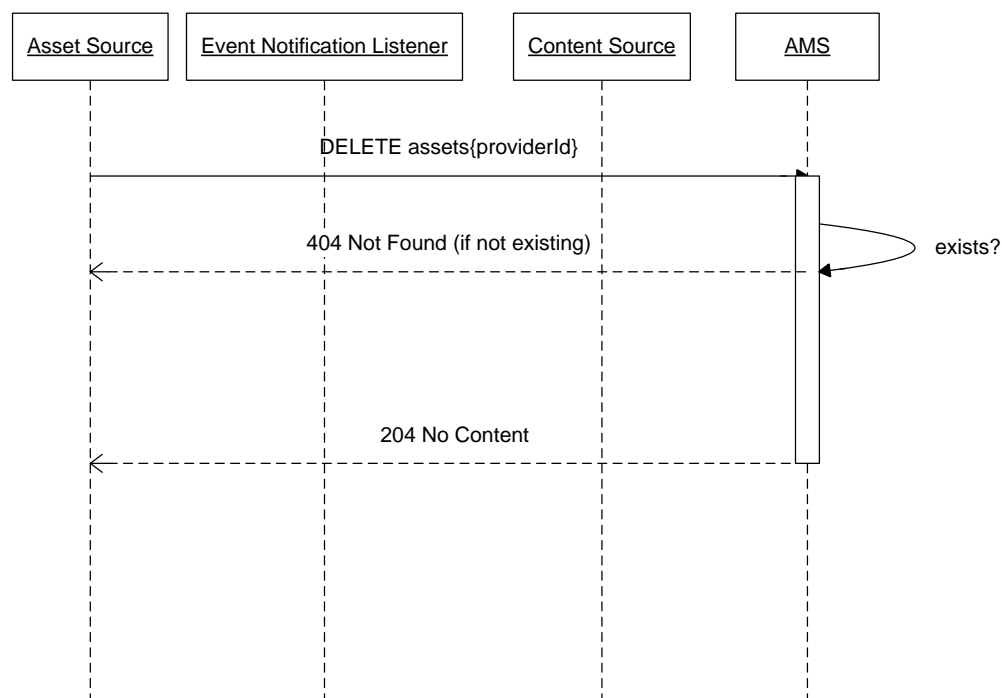 Asset Source
Event Notification Listener
Content Source
AMS
DELETE assets{providerId}
404 Not Found (if not existing)
exists?
204 No Content